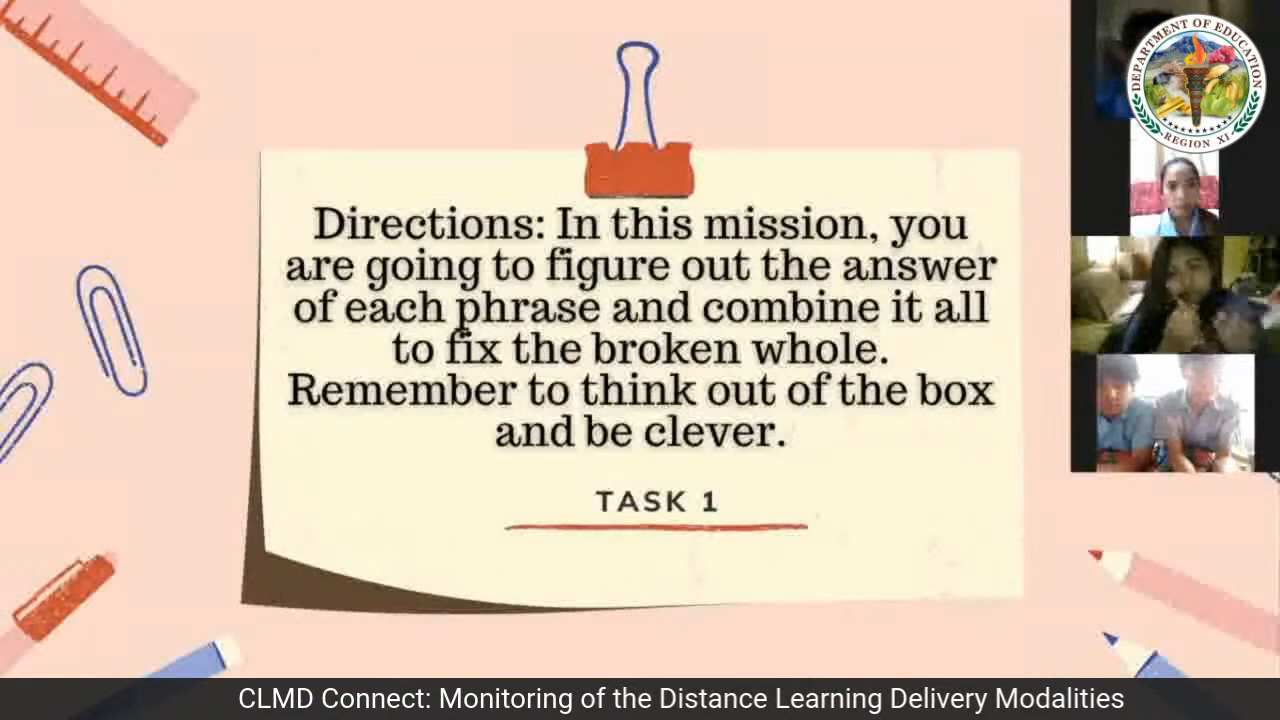 DEPARTMENT OF EDUCATION
REGION XI
Directions: In this mission, you
are going to figure out the answer
of each phrase and combine it all
to fix the broken whole.
Remember to think out of the box
and be clever.
TASK 1
CLMD Connect: Monitoring of the Distance Learning Delivery Modalities